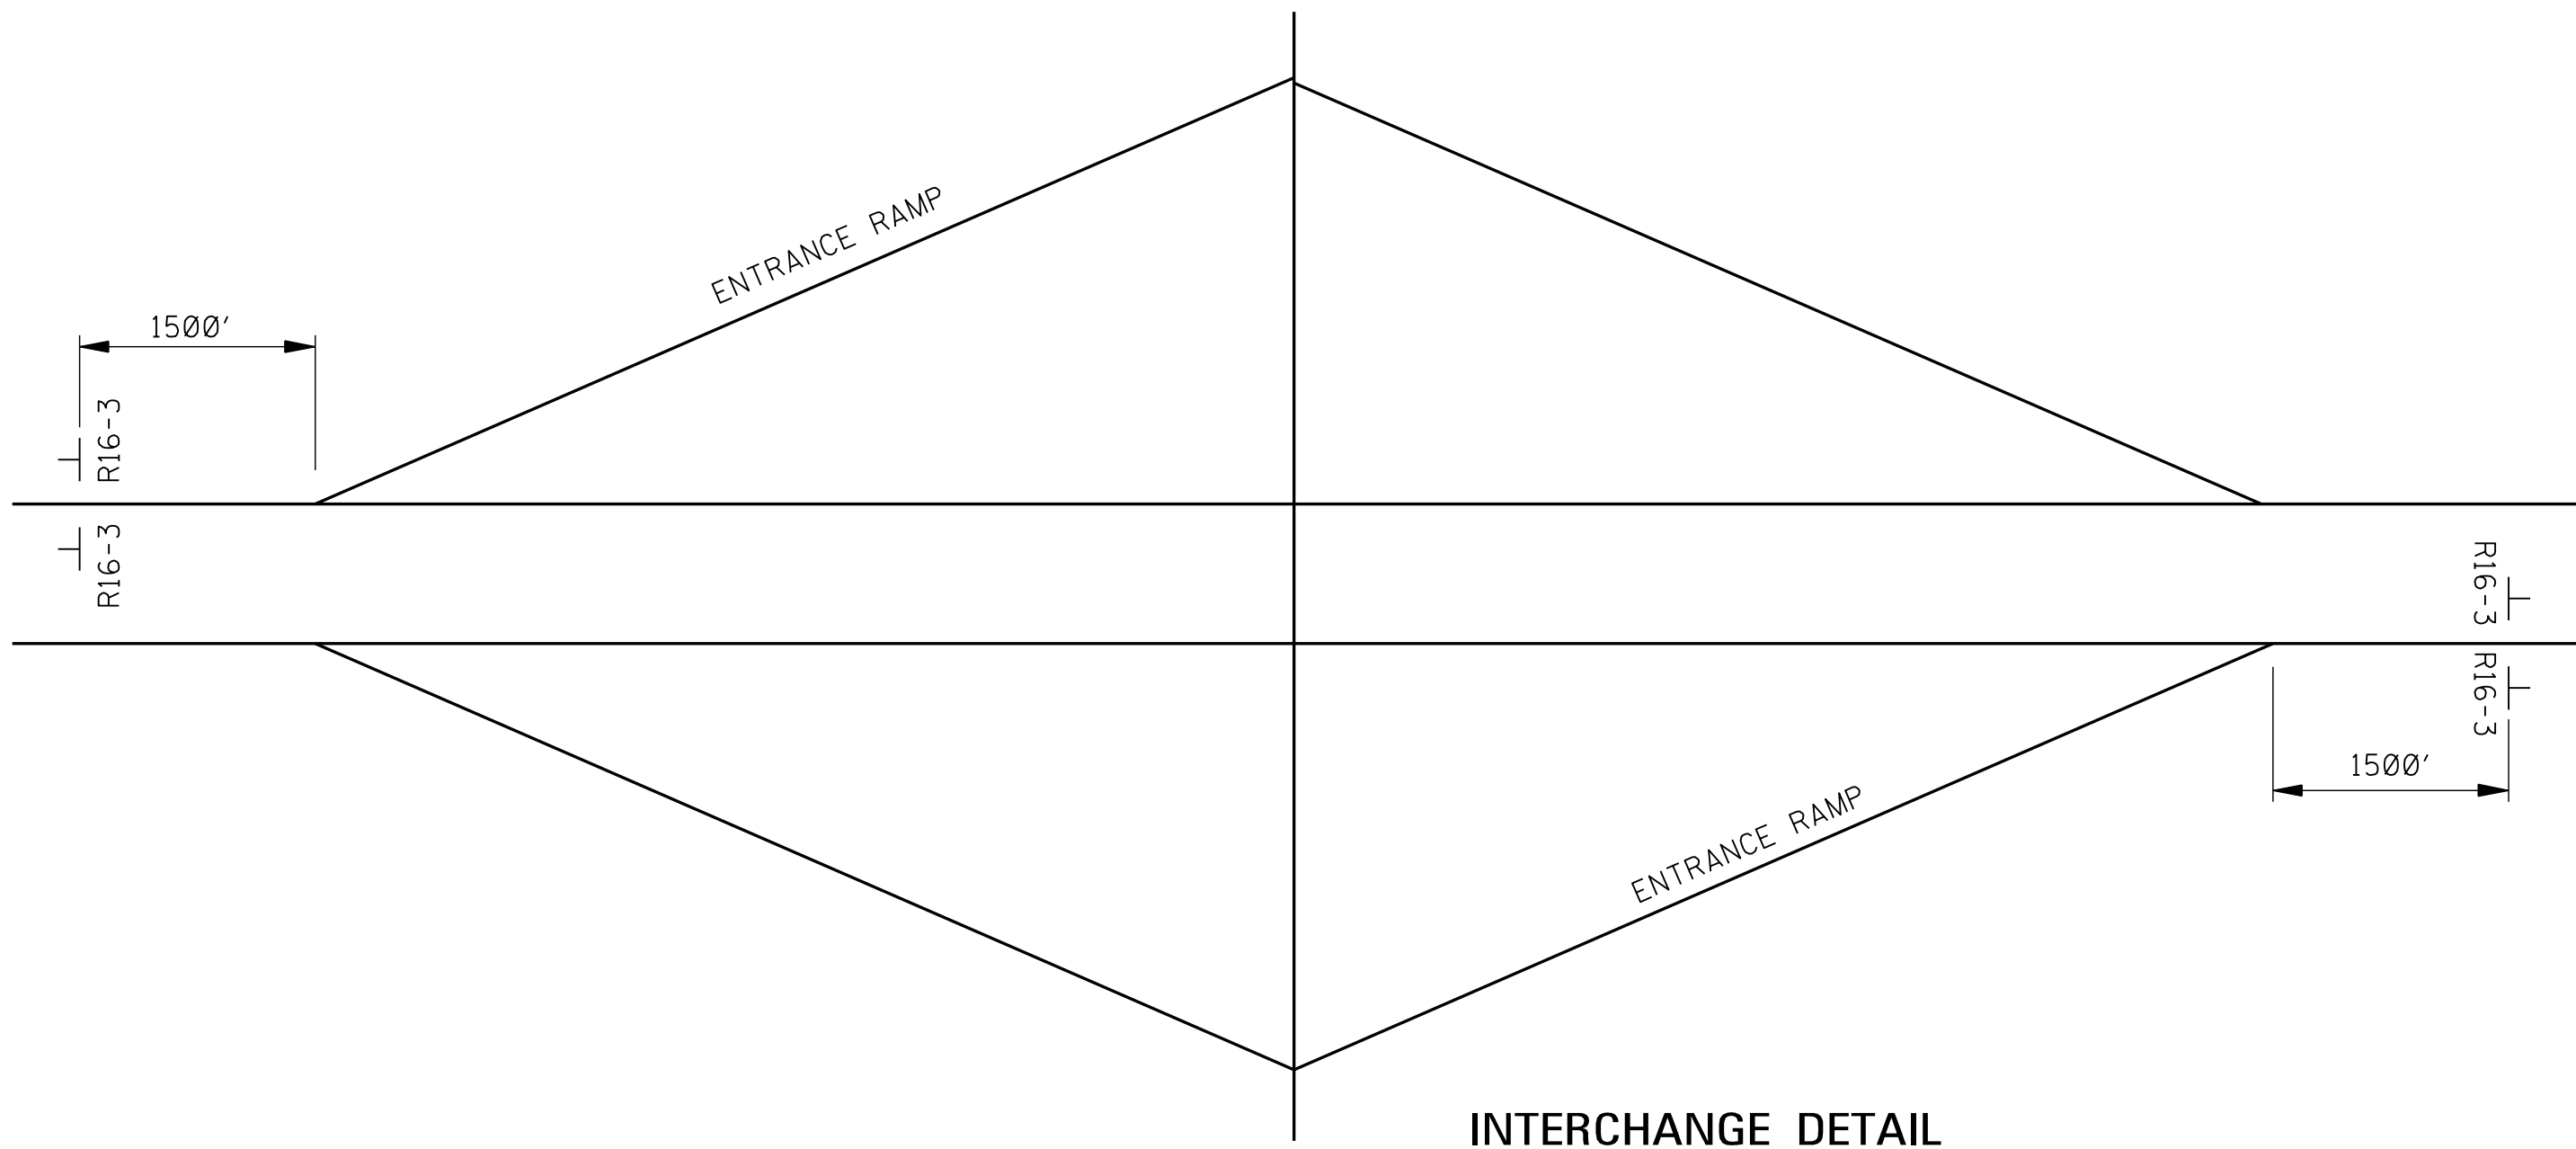 ENTRANCE RAMP
1500'
R16-3
R16-3
R16-3
R16-3
1500'
ENTRANCE RAMP
INTERCHANGE DETAIL